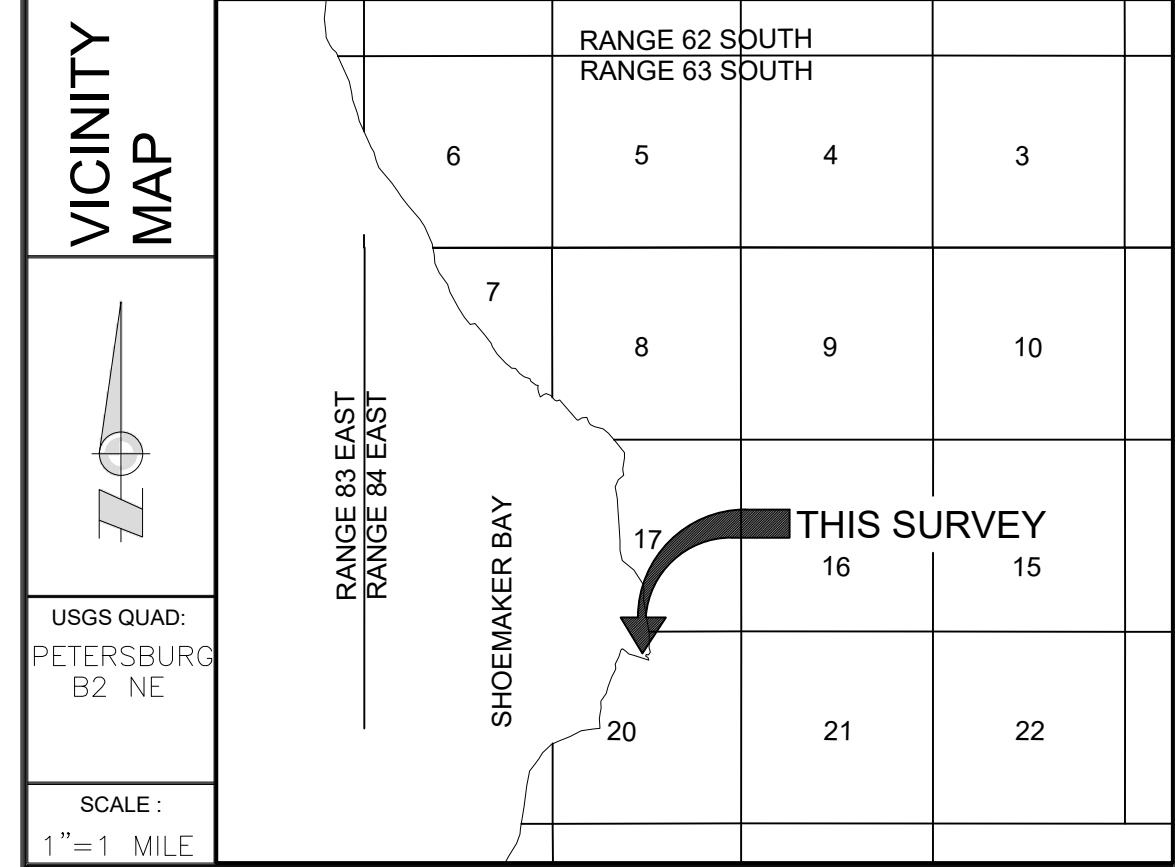 VICINITY
MAP
USGS QUAD:
PETERSBURG
B2 NE
SCALE :
1"=1 MILE
RANGE 62 SOUTH
RANGE 63 SOUTH
6
5
4
3
7
8
9
10
RANGE 83 EAST
RANGE 84 EAST
SHOEMAKER BAY
17
THIS SURVEY
16
15
20
21
22